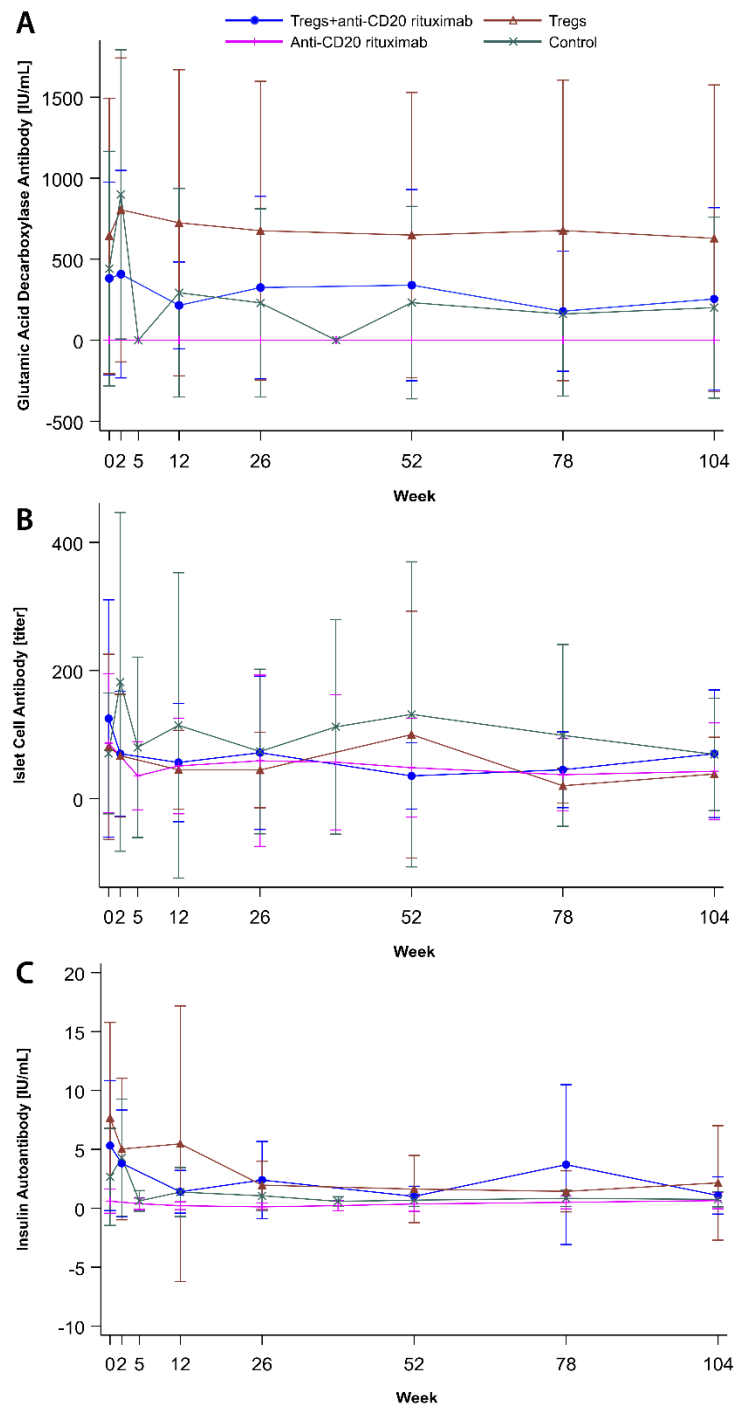 A
Tregs+anti-CD20 rituximab
Tregs
Anti-CD20 rituximab
Control
Glutamic Acid Decarboxylase Antibody [IU/mL]
1500
1000
500
0
-500
0 2 5 12 26 52 78 104
Week
B
Islet Cell Antibody [titer]
400
200
0
0 2 5 12 26 52 78 104
Week
C
Insulin Autoantibody [IU/mL]
20
15
10
5
0
-5
-10
0 2 5 12 26 52 78 104
Week